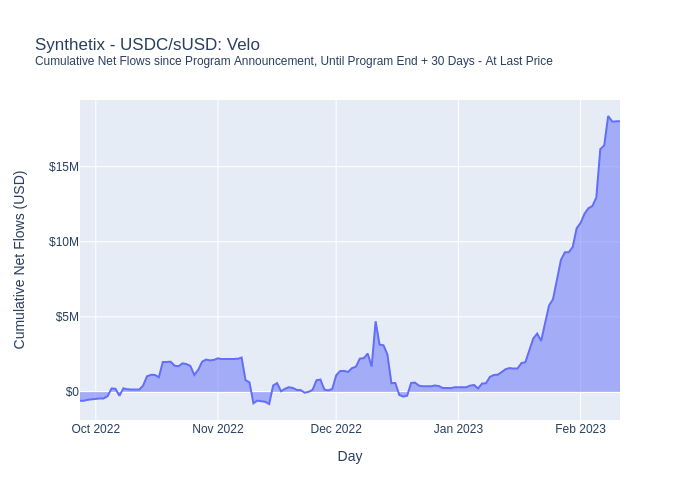 Synthetix - USDC/sUSD: Velo
Cumulative Net Flows since Program Announcement, Until Program End + 30 Days - At Last Price
Cumulative Net Flows (USD)
$15M
$10M
$5M
$0
Oct 2022
Nov 2022
Dec 2022
Jan 2023
Feb 2023
Day